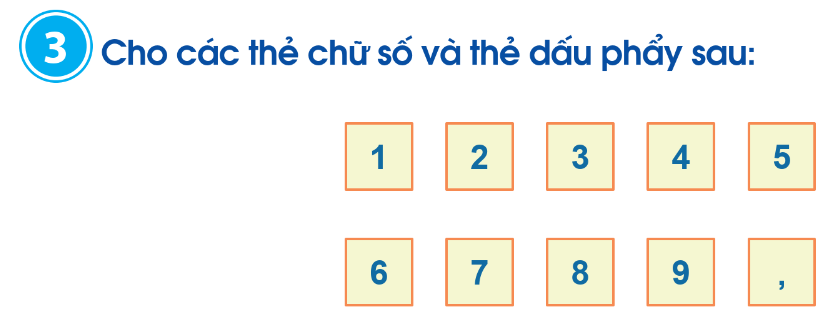 3 Cho các thẻ chữ số và thẻ dấu phẩy sau:
1 2 3 4 5
6 7 8 9 ,